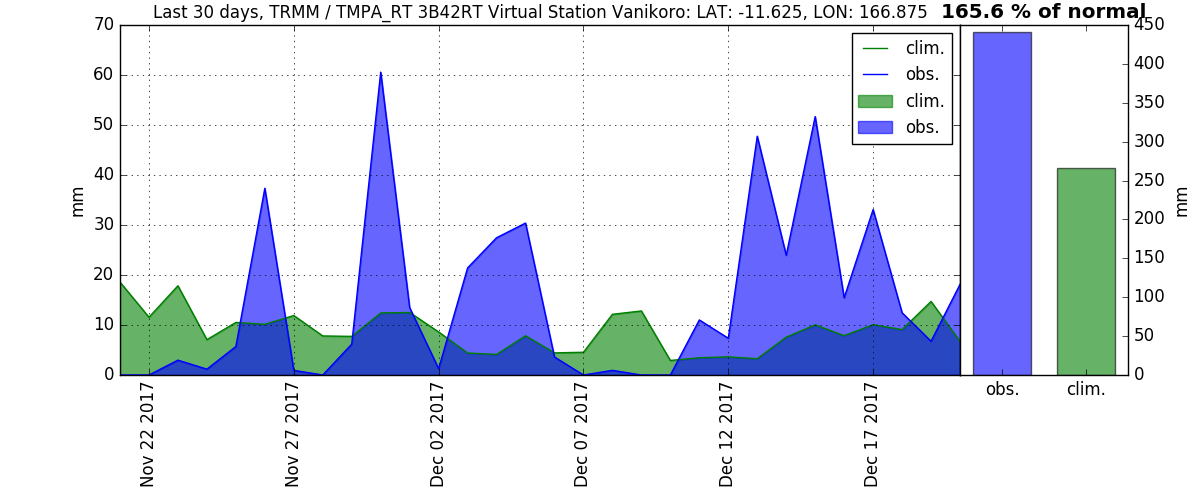 Last 30 days, TRMM / TMPA_RT 3B42RT Virtual Station Vanikoro: LAT: -11.625, LON: 166.875
165.6 % of normal
70
60
50
40
30
20
10
0
mm
clim.
obs.
clim.
obs.
Nov 22 2017
Nov 27 2017
Dec 02 2017
Dec 07 2017
Dec 12 2017
Dec 17 2017
450
400
350
300
250
200
150
100
50
0
mm
obs.
clim.